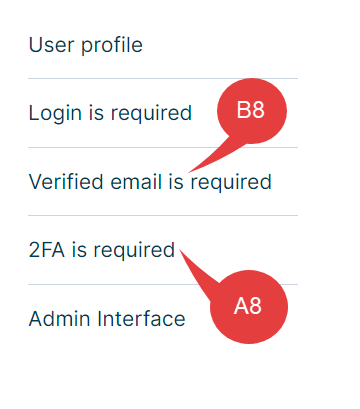 User profile
Login is required
B8
Verified email is required
2FA is required
A8
Admin Interface